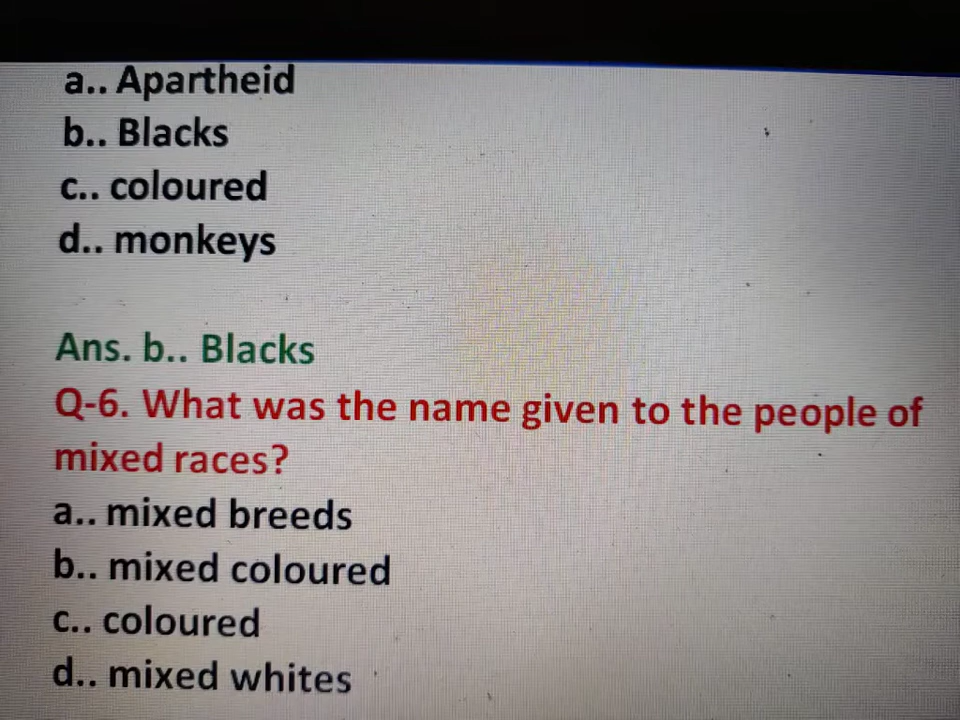 a.. Apartheid
b.. Blacks
c.. coloured
d.. monkeys
Ans. b.. Blacks
Q-6. What was the name given to the people of
mixed races?
a.. mixed breeds
b.. mixed coloured
c.. coloured
d.. mixed whites